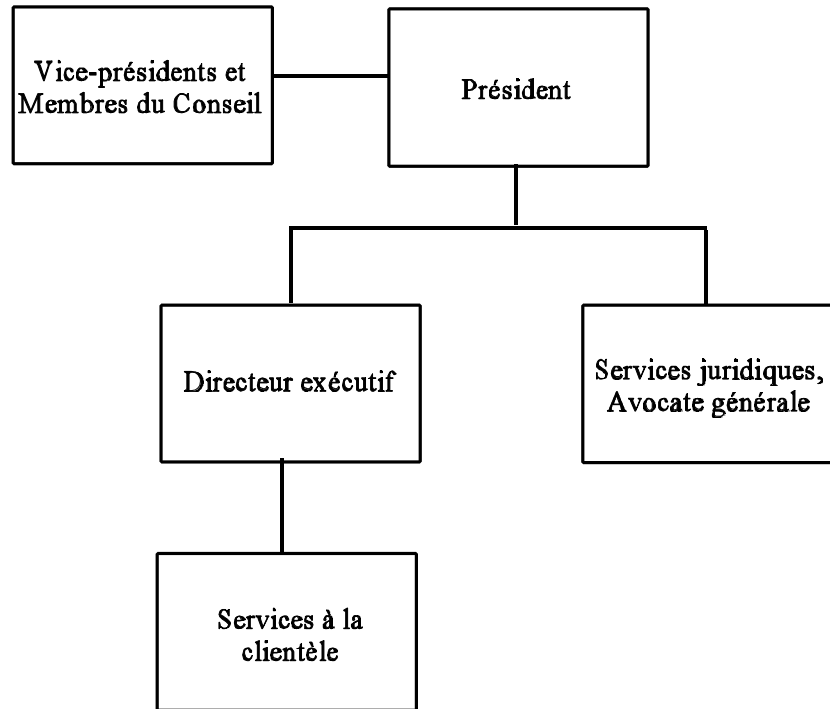 Vice-présidents et
Membres du Conseil
Président
Directeur exécutif
Services juridiques,
Avocate générale
Services à la
clientèle